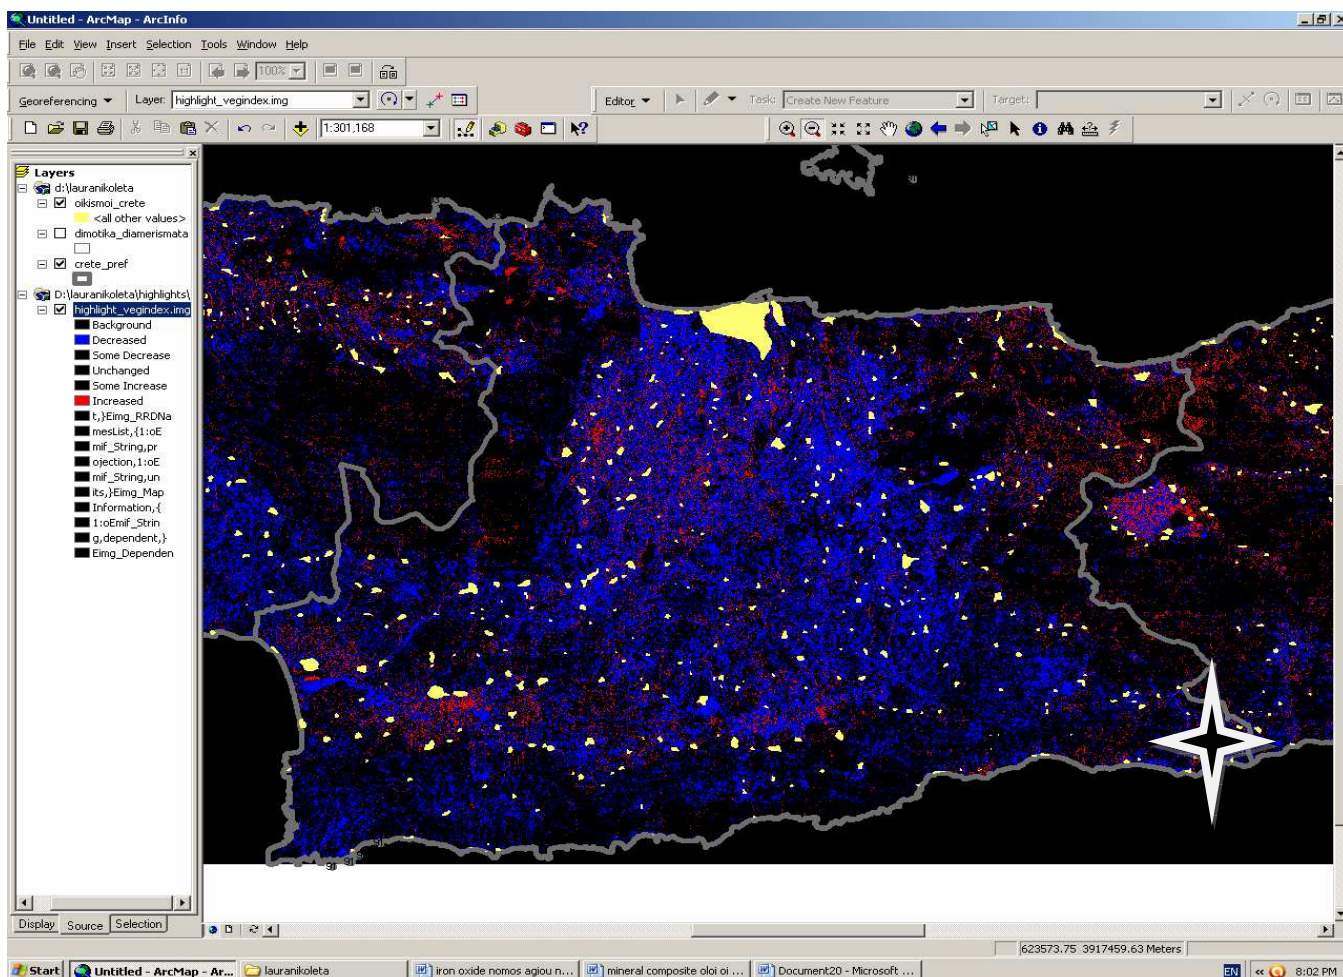 Untitled - ArcMap - ArcInfo
File Edit View Insert Selection Tools Window Help
100%
Georeferencing Layer: highlight_vegindex.img Editor Task: Create New Feature Target:
1:301,168
Layers
d:\lauranikoleta
oikismoi_crete
<all other values>
dimotika_diamerismata
crete_pref
D:\lauranikoleta\highlights\
highlight_vegindex.img
Background
Decreased
Some Decrease
Unchanged
Some Increase
Increased
t,}Eimg_RRDNa
mesList,{1:oE
mif_String,pr
ojection,1:oE
mif_String,un
its,}Eimg_Map
Information,{
1:oEmif_Strin
g,dependent,}
Eimg_Dependen
Display Source Selection
623573.75 3917459.63 Meters
Start Untitled - ArcMap - Ar... lauranikoleta iron oxide nomos agiou n... mineral composite oloi oi ... Document20 - Microsoft ... EN « 8:02 PM